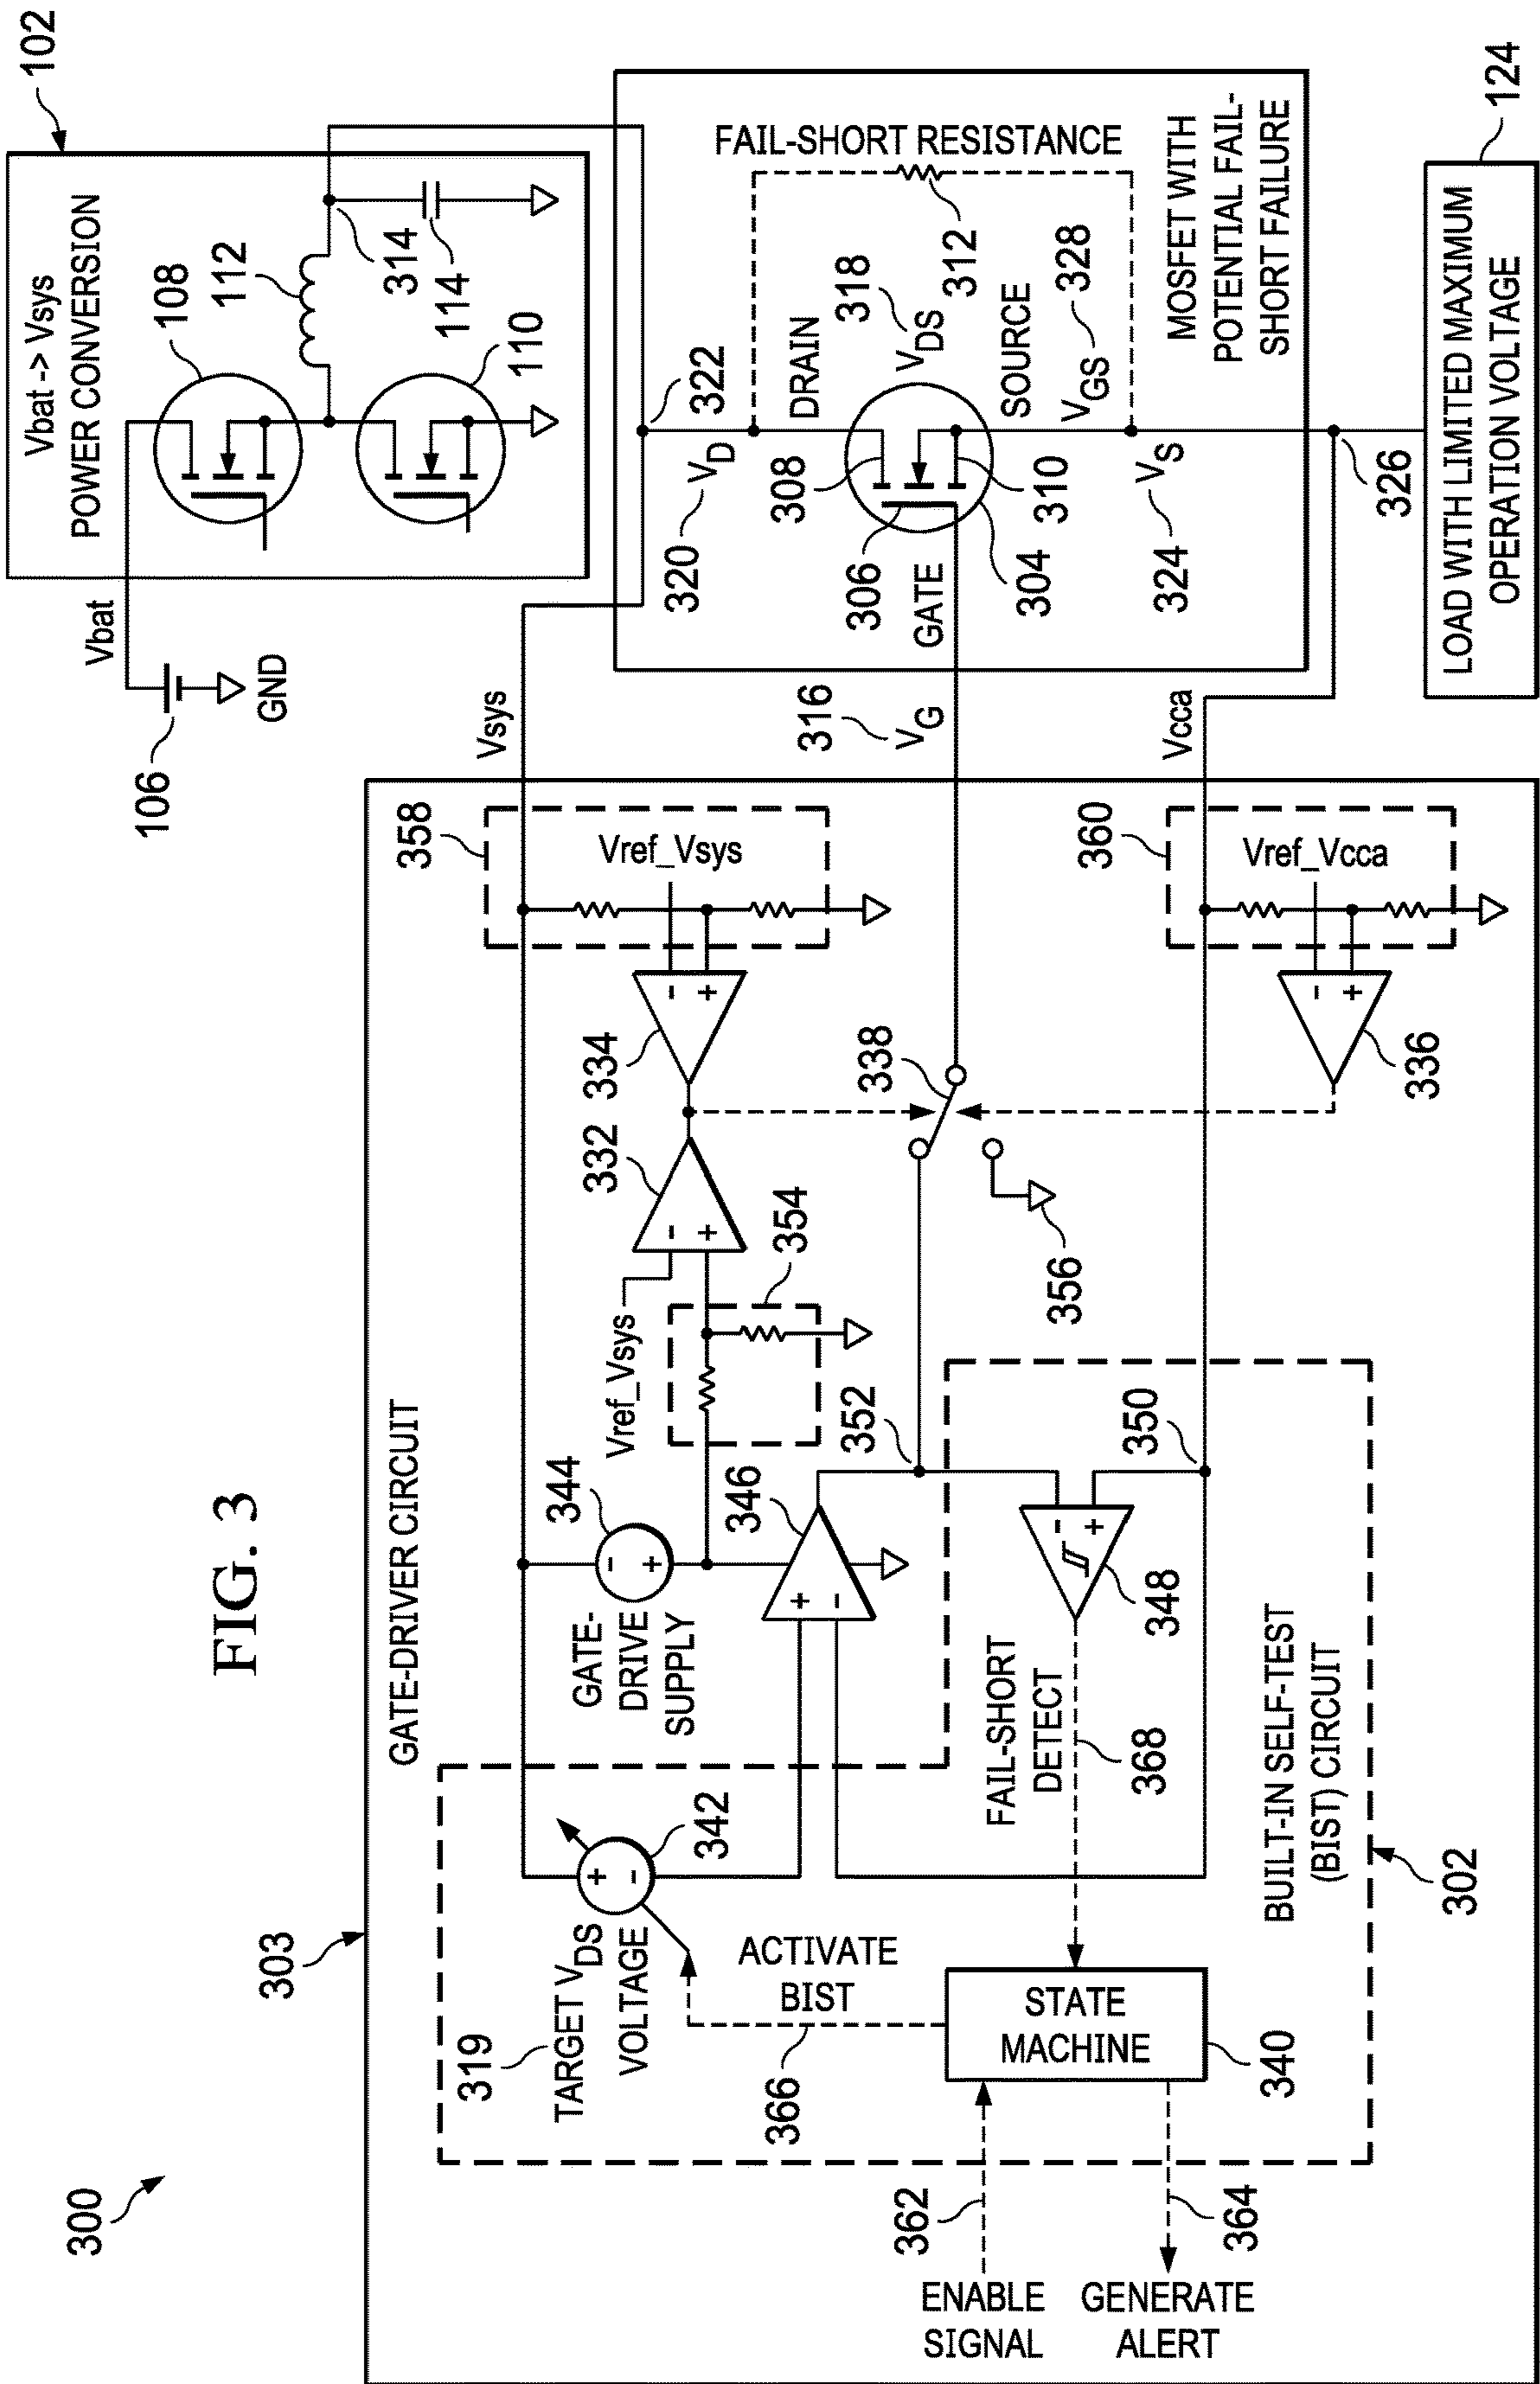 FIG. 3
300
303
GATE-DRIVER CIRCUIT
102
Vbat -> Vsys
POWER CONVERSION
108
112
110
314
114
Vbat
106
GND
Vsys
FAIL-SHORT RESISTANCE
312
322
320
VD
DRAIN
308
318
VDS
SOURCE
328
VGS
306
GATE
304
310
324
VS
326
MOSFET WITH
POTENTIAL FAIL-
SHORT FAILURE
LOAD WITH LIMITED MAXIMUM
OPERATION VOLTAGE
124
316
VG
Vcca
358
Vref_Vsys
- +
334
332
- +
Vref_Vsys
354
338
356
360
Vref_Vcca
- +
336
344
- +
GATE-
DRIVE
SUPPLY
346
+ -
352
350
- +
348
FAIL-SHORT
DETECT
368
BUILT-IN SELF-TEST
(BIST) CIRCUIT
302
342
+ -
319
TARGET VDS
VOLTAGE
ACTIVATE
BIST
366
STATE
MACHINE
340
362
ENABLE
SIGNAL
364
GENERATE
ALERT